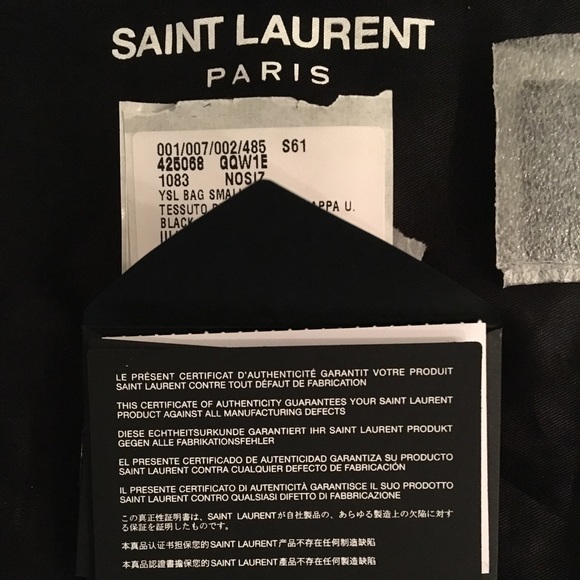 SAINT LAURENT
PARIS
001/007/002/485 S61
425068 GQW1E
1083 NOSIZ
YSL BAG SMAL
TESSUTO APPA U.
BLACK
LE PRÉSENT CERTIFICAT D'AUTHENTICITÉ GARANTIT VOTRE PRODUIT
SAINT LAURENT CONTRE TOUT DÉFAUT DE FABRICATION
THIS CERTIFICATE OF AUTHENTICITY GUARANTEES YOUR SAINT LAURENT
PRODUCT AGAINST ALL MANUFACTURING DEFECTS
DIESE ECHTHEITSURKUNDE GARANTIERT IHR SAINT LAURENT PRODUKT
GEGEN ALLE FABRIKATIONSFEHLER
EL PRESENTE CERTIFICADO DE AUTENTICIDAD GARANTIZA SU PRODUCTO
SAINT LAURENT CONTRA CUALQUIER DEFECTO DE FABRICACIÓN
IL PRESENTE CERTIFICATO DI AUTENTICITÀ GARANTISCE IL SUO PRODOTTO
SAINT LAURENT CONTRO QUALSIASI DIFETTO DI FABBRICAZIONE
この真正性証明書は、SAINT LAURENTが自社製品の、あらゆる製造上の欠陥に対す
る保証を証明したものです。
本真品认证书担保您的SAINT LAURENT产品不存在任何制造缺陷
本真品認證書擔保您的SAINT LAURENT產品不存在任何製造缺陷